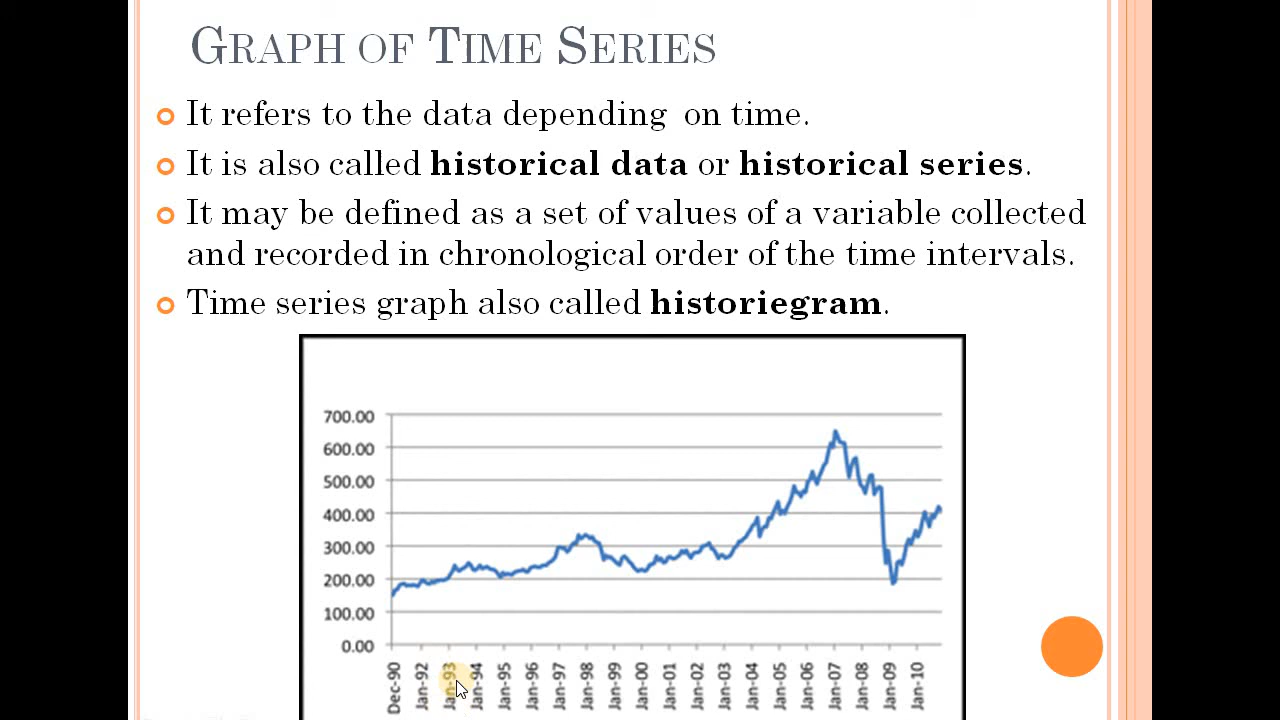 GRAPH OF TIME SERIES
It refers to the data depending on time.
It is also called historical data or historical series.
It may be defined as a set of values of a variable collected
and recorded in chronological order of the time intervals.
Time series graph also called historiegram.
700.00
600.00
500.00
400.00
300.00
200.00
100.00
0.00
Dec-90
Jan-92
Jan-93
Jan-94
Jan-95
Jan-96
Jan-97
Jan-98
Jan-99
Jan-00
Jan-01
Jan-02
Jan-03
Jan-04
Jan-05
Jan-06
Jan-07
Jan-08
Jan-09
Jan-10